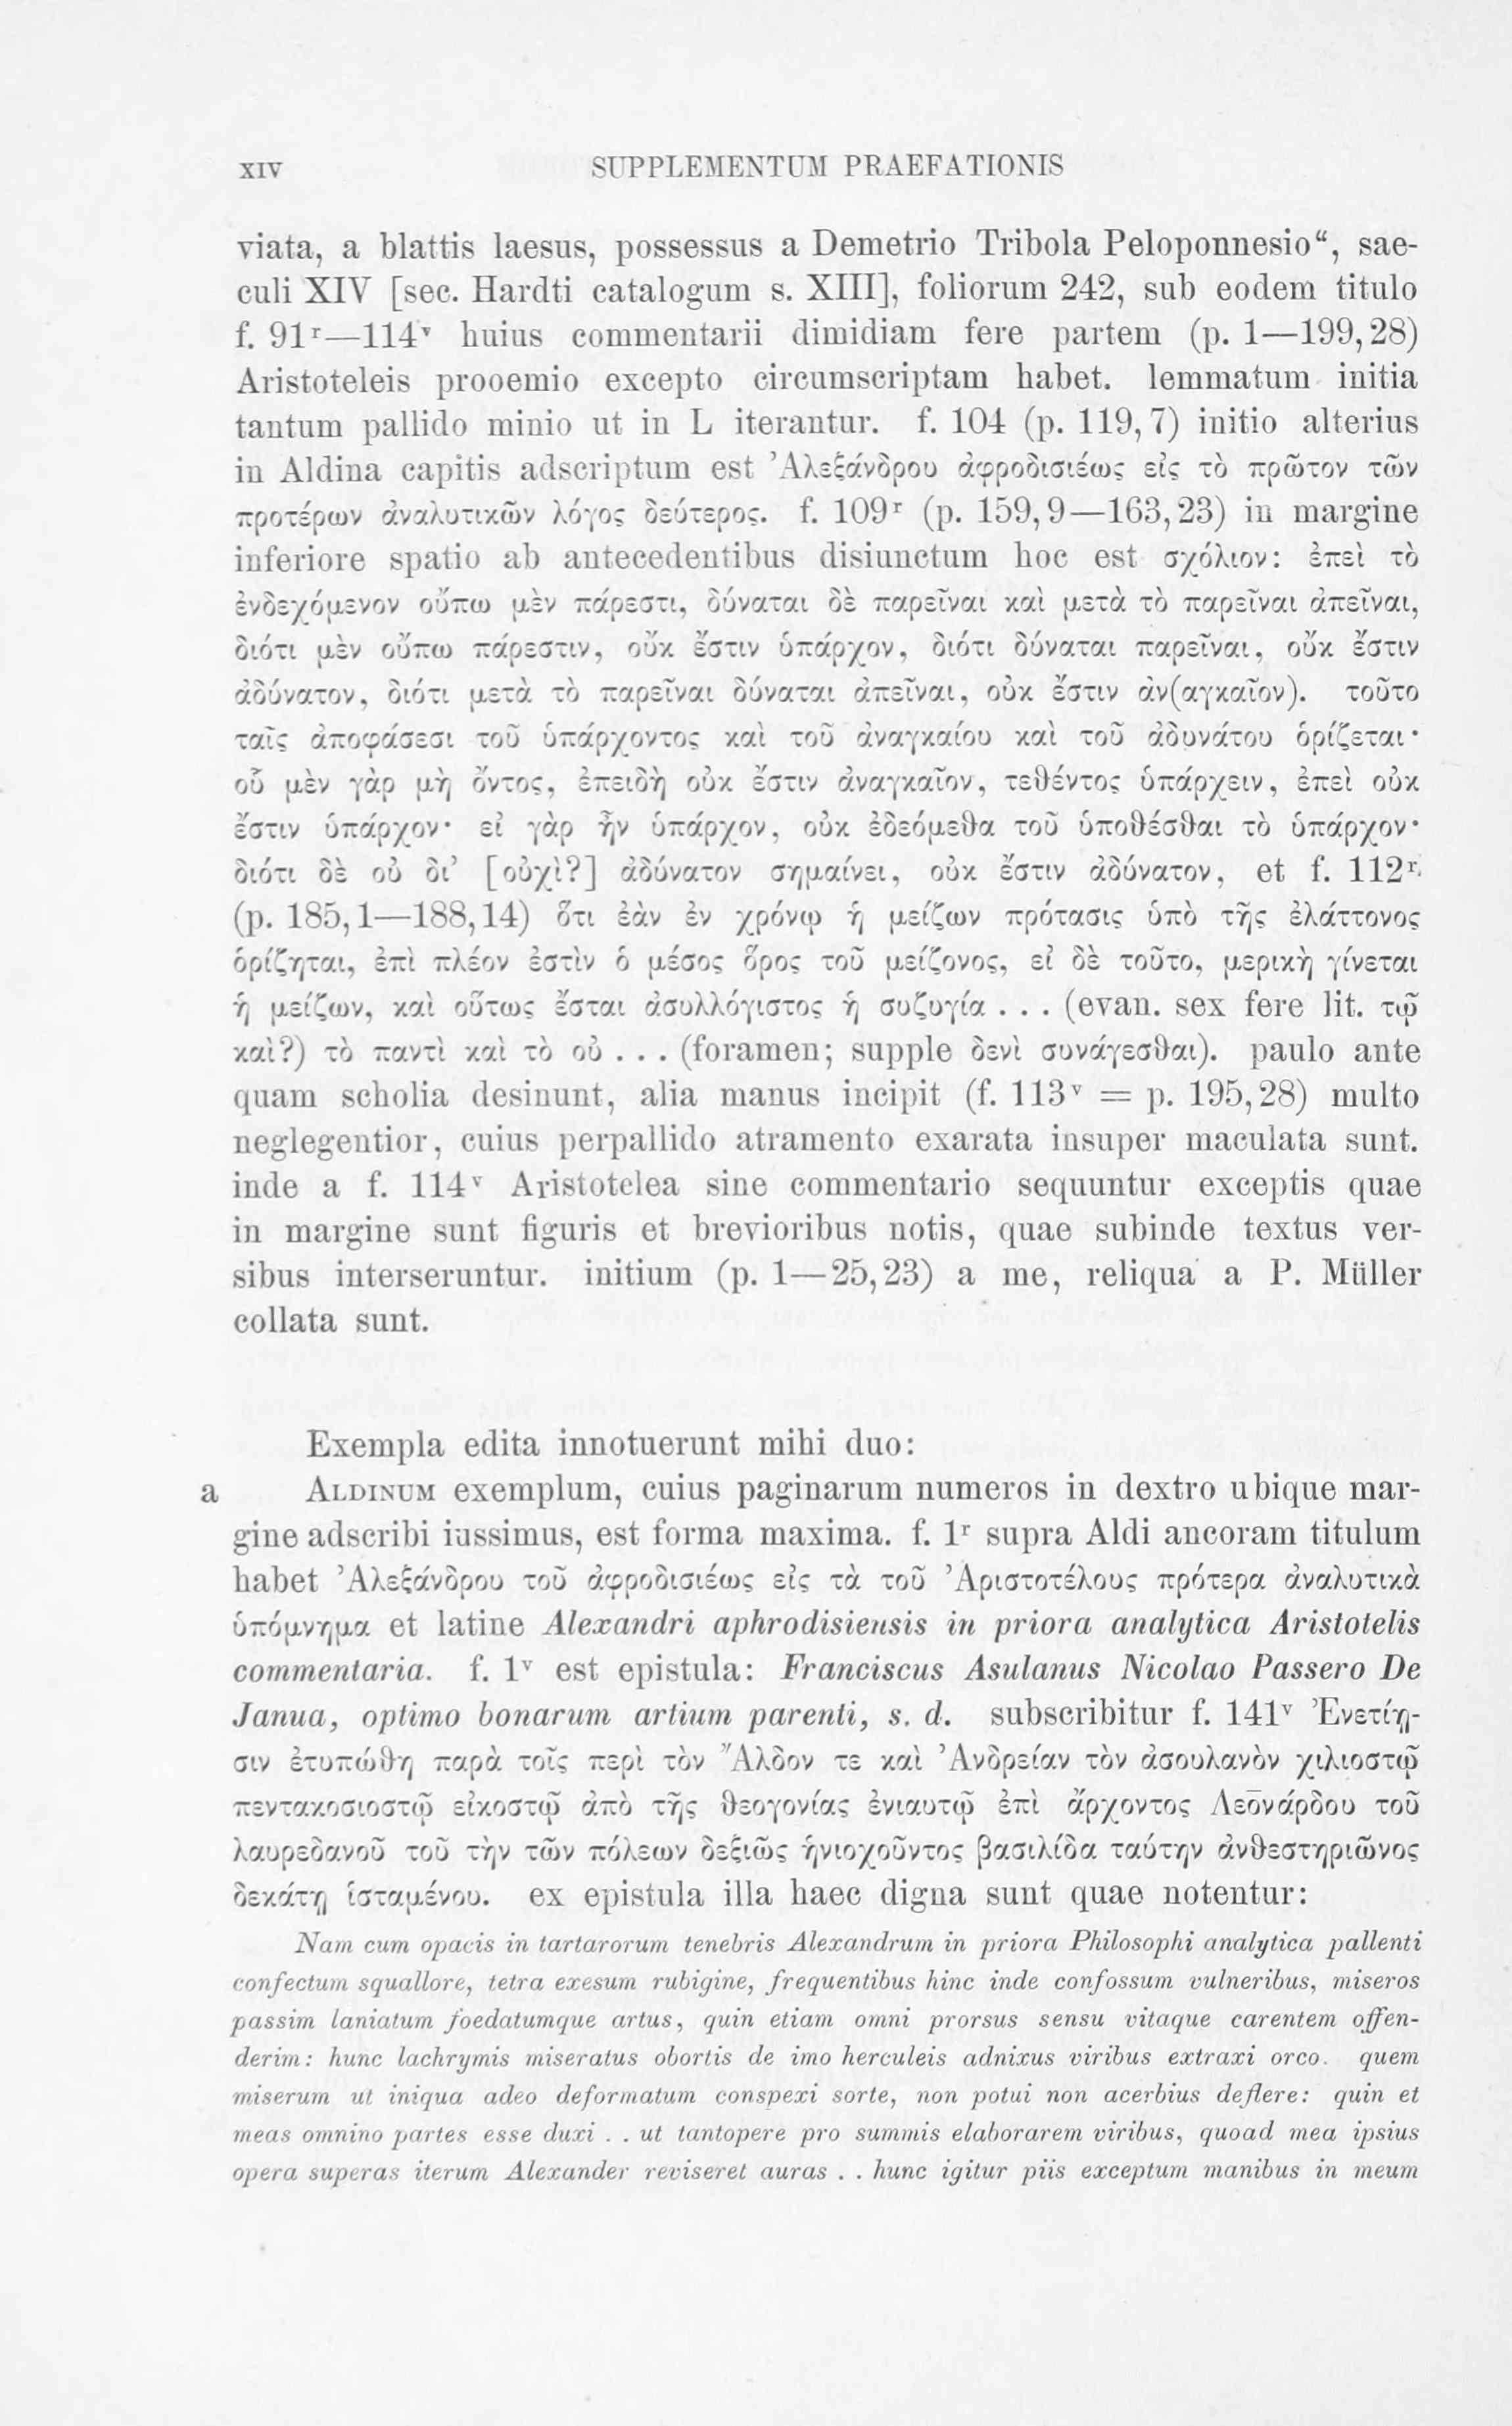 XIV SUPPLEMENTUM PRAEFATIONIS
viata, a blattis laesus, possessus a Demetrio Tribola Peloponnesio“, sae-
culi XIV [sec. Hardti catalogum s. XIII], foliorum 242, sub eodem titulo
f. 91ʳ—114ᵛ huius commentarii dimidiam fere partem (p. 1—199,28)
Aristoteleis prooemio excepto circumscriptam habet. lemmatum initia
tantum pallido minio ut in L iterantur. f. 104 (p. 119,7) initio alterius
in Aldina capitis adscriptum est Ἀλεξάνδρου ἀφροδισιέως εἰς τὸ πρῶτον τῶν
προτέρων ἀναλυτικῶν λόγος δεύτερος. f. 109ʳ (p. 159,9—163,23) in margine
inferiore spatio ab antecedentibus disiunctum hoc est σχόλιον: ἐπεὶ τὸ
ἐνδεχόμενον οὔπω μὲν πάρεστι, δύναται δὲ παρεῖναι καὶ μετὰ τὸ παρεῖναι ἀπεῖναι,
διότι μὲν οὔπω πάρεστιν, οὔκ ἔστιν ὑπάρχον, διότι δύναται παρεῖναι, οὔκ ἔστιν
ἀδύνατον, διότι μετὰ τὸ παρεῖναι δύναται ἀπεῖναι, οὐκ ἔστιν ἀν(αγκαῖον). τοῦτο
ταῖς ἀποφάσεσι τοῦ ὑπάρχοντος καὶ τοῦ ἀναγκαίου καὶ τοῦ ἀδυνάτου ὁρίζεται·
οὗ μὲν γὰρ μὴ ὄντος, ἐπειδὴ οὐκ ἔστιν ἀναγκαῖον, τεθέντος ὑπάρχειν, ἐπεὶ οὐκ
ἔστιν ὑπάρχον· εἰ γὰρ ἦν ὑπάρχον, οὐκ ἐδεόμεθα τοῦ ὑποθέσθαι τὸ ὑπάρχον·
διότι δὲ οὐ δι’ [οὐχὶ?] ἀδύνατον σημαίνει, οὐκ ἔστιν ἀδύνατον, et f. 112ʳ
(p. 185,1—188,14) ὅτι ἐὰν ἐν χρόνῳ ἡ μείζων πρότασις ὑπὸ τῆς ἐλάττονος
ὁρίζηται, ἐπὶ πλέον ἐστὶν ὁ μέσος ὅρος τοῦ μείζονος, εἰ δὲ τοῦτο, μερικὴ γίνεται
ἡ μείζων, καὶ οὕτως ἔσται ἀσυλλόγιστος ἡ συζυγία . . . (evan. sex fere lit. τῷ
καὶ?) τὸ παντὶ καὶ τὸ οὐ . . . (foramen; supple δενὶ συνάγεσθαι). paulo ante
quam scholia desinunt, alia manus incipit (f. 113ᵛ = p. 195,28) multo
neglegentior, cuius perpallido atramento exarata insuper maculata sunt.
inde a f. 114ᵛ Aristotelea sine commentario sequuntur exceptis quae
in margine sunt figuris et brevioribus notis, quae subinde textus ver-
sibus interseruntur. initium (p. 1—25,23) a me, reliqua a P. Müller
collata sunt.
Exempla edita innotuerunt mihi duo:
a ALDINUM exemplum, cuius paginarum numeros in dextro ubique mar-
gine adscribi iussimus, est forma maxima. f. 1ʳ supra Aldi ancoram titulum
habet Ἀλεξάνδρου τοῦ ἀφροδισιέως εἰς τὰ τοῦ Ἀριστοτέλους πρότερα ἀναλυτικὰ
ὑπόμνημα et latine Alexandri aphrodisiensis in priora analytica Aristotelis
commentaria. f. 1ᵛ est epistula: Franciscus Asulanus Nicolao Passero De
Janua, optimo bonarum artium parenti, s. d. subscribitur f. 141ᵛ Ἐνετίῃ-
σιν ἐτυπώθη παρὰ τοῖς περὶ τὸν Ἄλδον τε καὶ Ἀνδρείαν τὸν ἀσουλανὸν χιλιοστῷ
πεντακοσιοστῷ εἰκοστῷ ἀπὸ τῆς θεογονίας ἐνιαυτῷ ἐπὶ ἄρχοντος Λεονάρδου τοῦ
λαυρεδανοῦ τοῦ τὴν τῶν πόλεων δεξιῶς ἡνιοχοῦντος βασιλίδα ταύτην ἀνθεστηριῶνος
δεκάτῃ ἱσταμένου. ex epistula illa haec digna sunt quae notentur:
Nam cum opacis in tartarorum tenebris Alexandrum in priora Philosophi analytica pallenti
confectum squallore, tetra exesum rubigine, frequentibus hinc inde confossum vulneribus, miseros
passim laniatum foedatumque artus, quin etiam omni prorsus sensu vitaque carentem offen-
derim: hunc lachrymis miseratus obortis de imo herculeis adnixus viribus extraxi orco. quem
miserum ut iniqua adeo deformatum conspexi sorte, non potui non acerbius deflere: quin et
meas omnino partes esse duxi . . ut tantopere pro summis elaborarem viribus, quoad mea ipsius
opera superas iterum Alexander reviseret auras . . hunc igitur piis exceptum manibus in meum